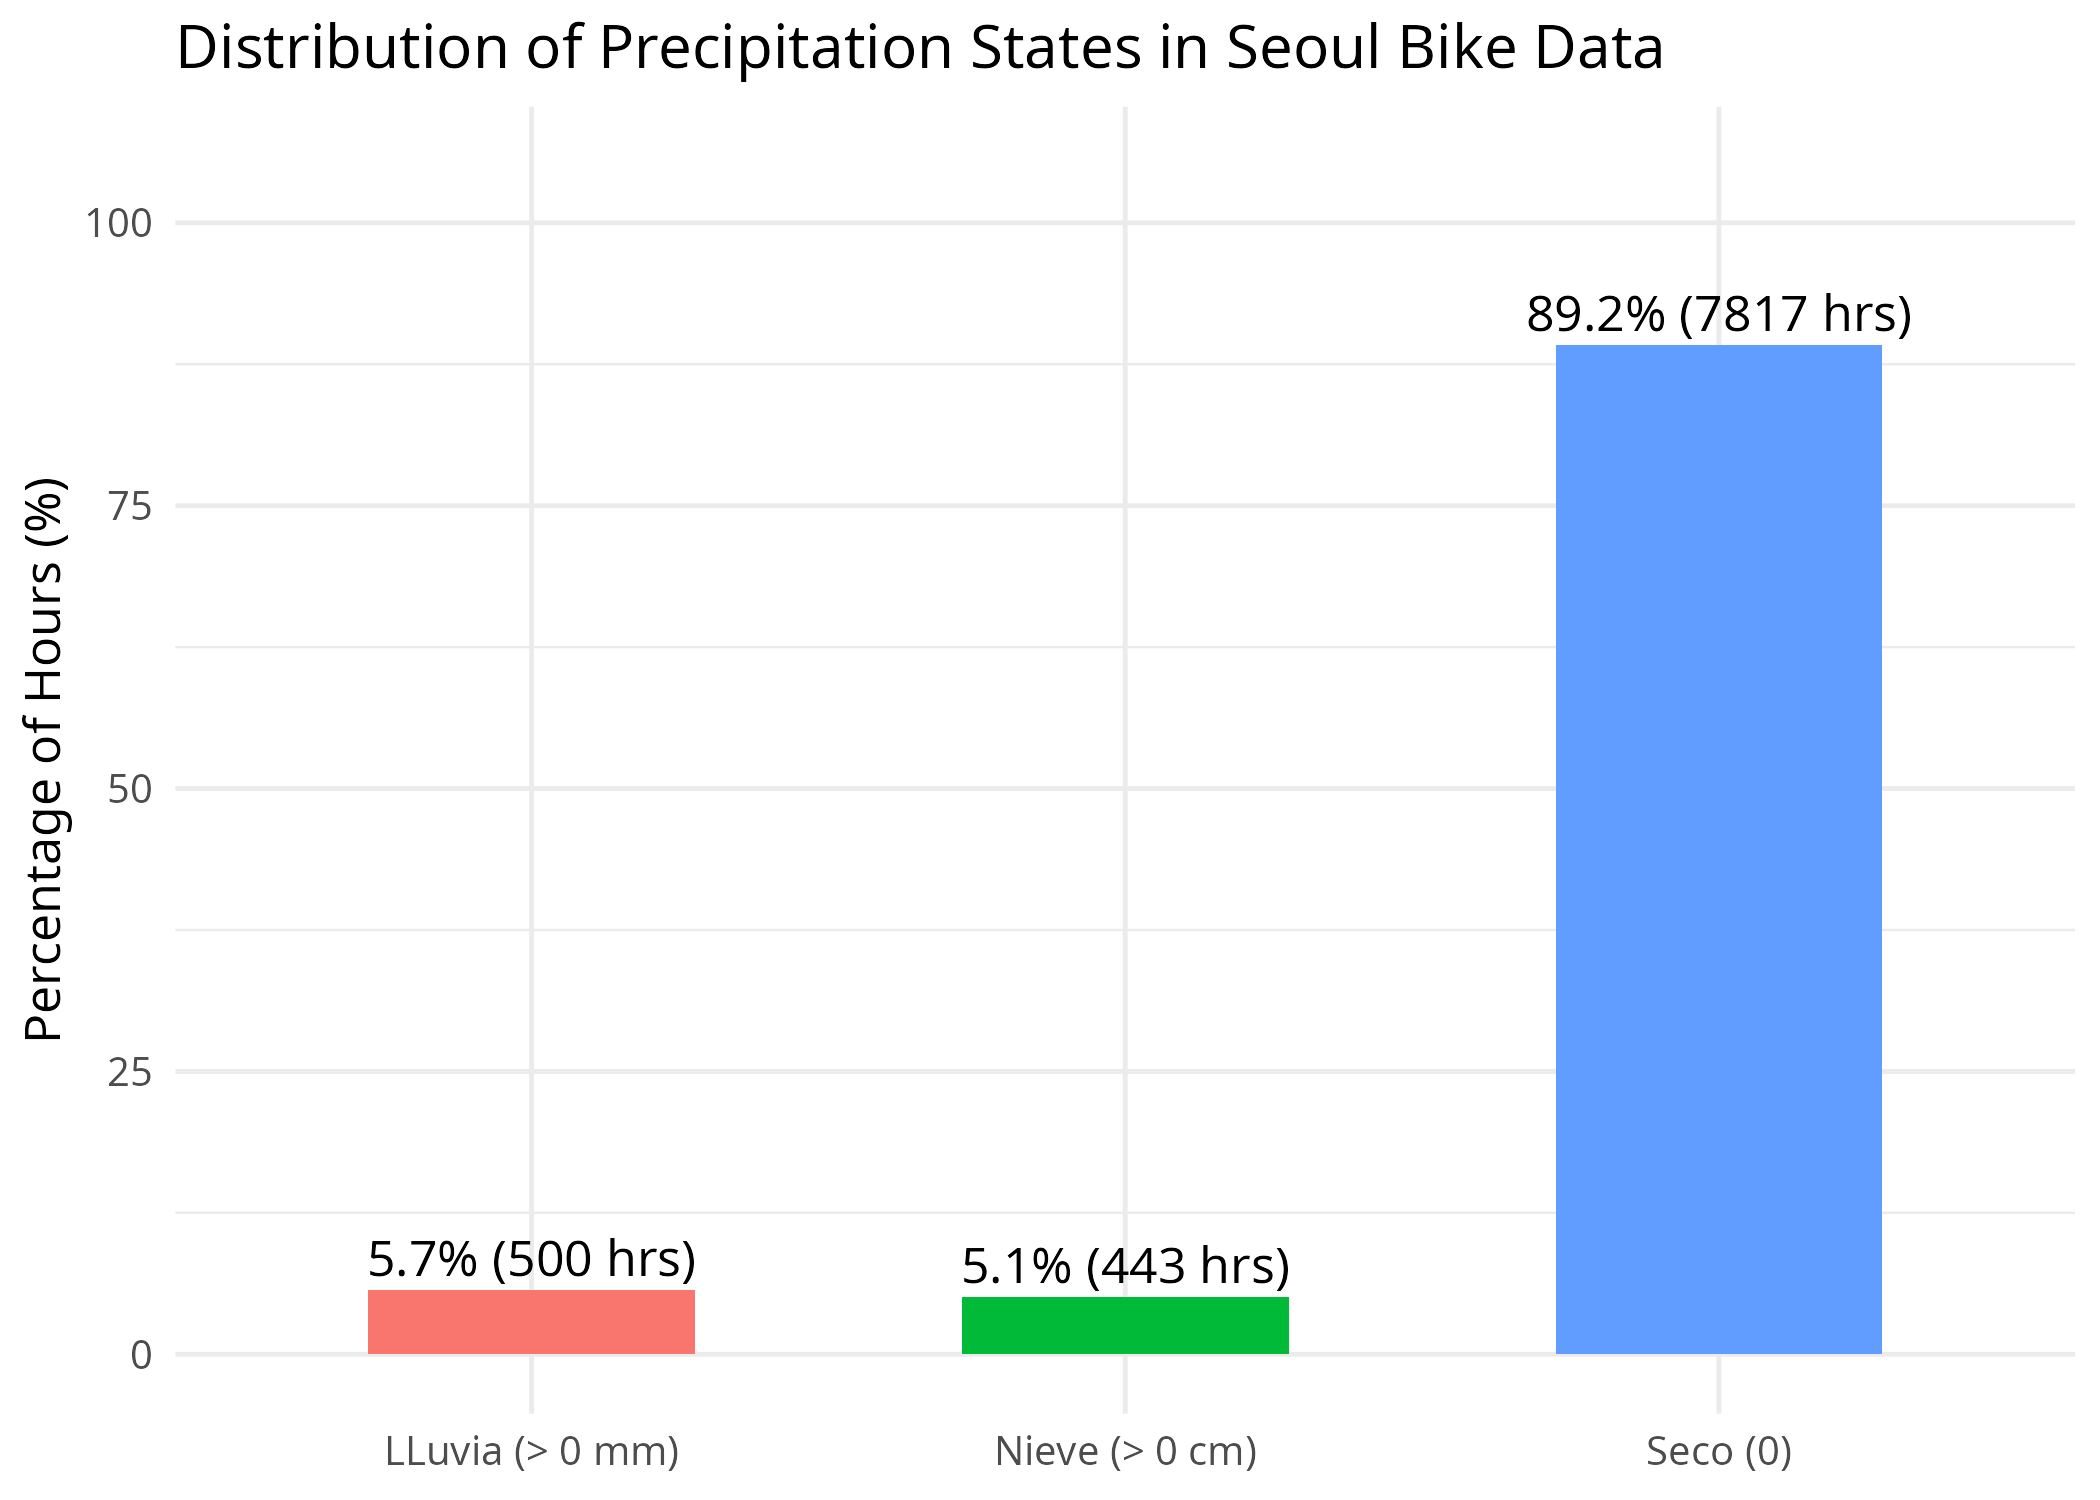 Distribution of Precipitation States in Seoul Bike Data
Percentage of Hours (%)
100
75
50
25
0
89.2% (7817 hrs)
5.7% (500 hrs)
5.1% (443 hrs)
LLuvia (> 0 mm)
Nieve (> 0 cm)
Seco (0)